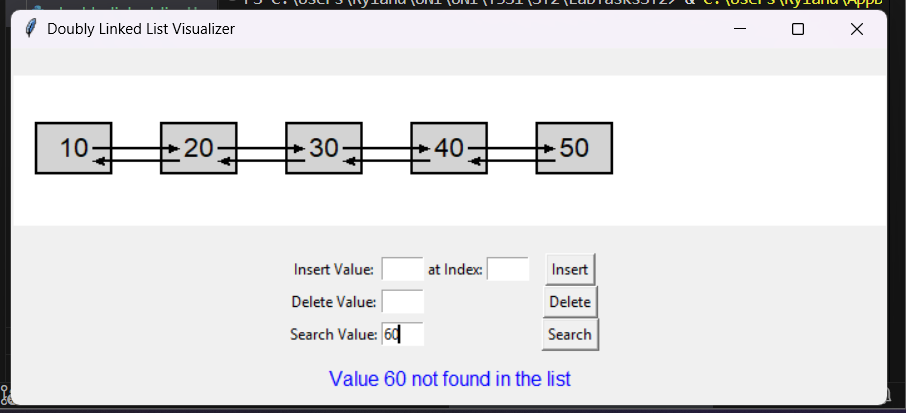 Doubly Linked List Visualizer
10 20 30 40 50
Insert Value: at Index: Insert
Delete Value: Delete
Search Value: 60 Search
Value 60 not found in the list